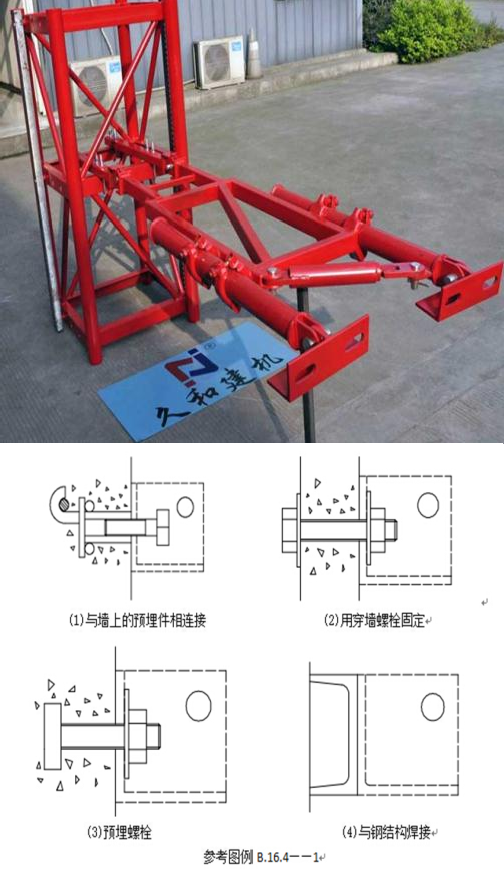 久和建机
®
(1)与墙上的预埋件相连接
(2)用穿墙螺栓固定
(3)预埋螺栓
(4)与钢结构焊接
参考图例 B.16.4——1